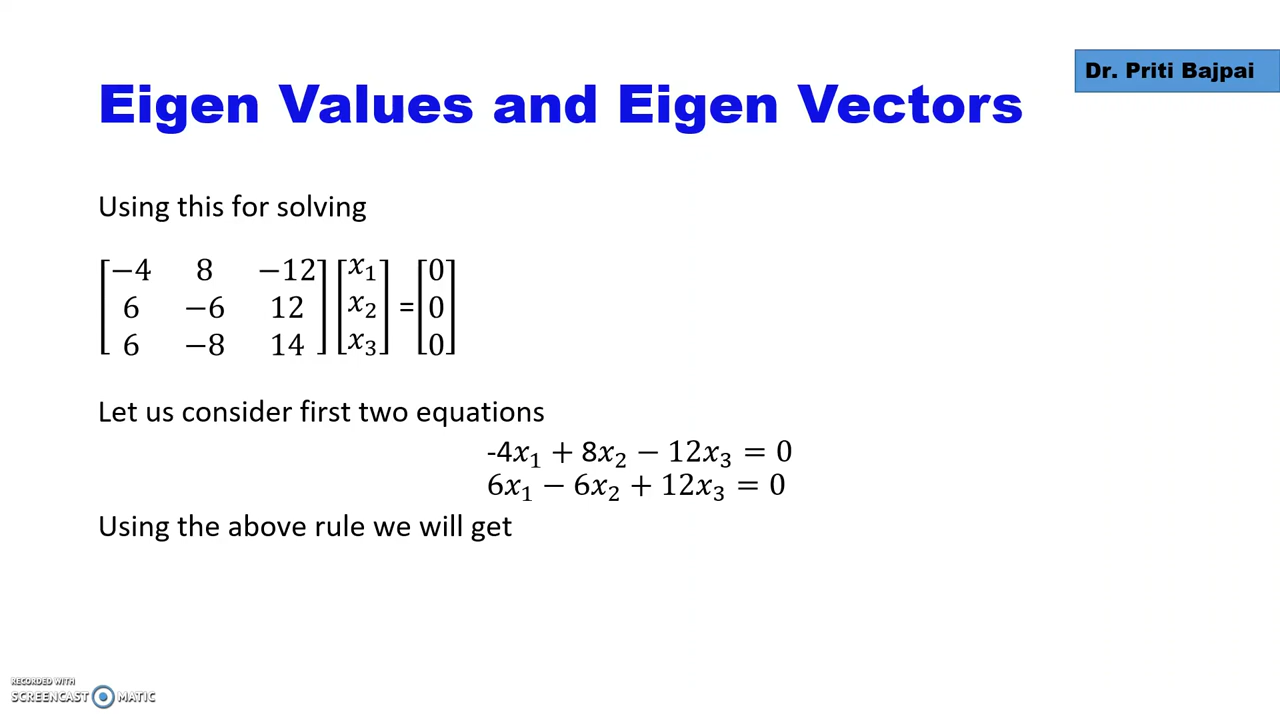 Dr. Priti Bajpai
Eigen Values and Eigen Vectors
Using this for solving
[−4 8 −12] [x₁] [0]
[6 −6 12] [x₂] = [0]
[6 −8 14] [x₃] [0]
Let us consider first two equations
-4x₁ + 8x₂ − 12x₃ = 0
6x₁ − 6x₂ + 12x₃ = 0
Using the above rule we will get
RECORDED WITH
SCREENCAST MATIC